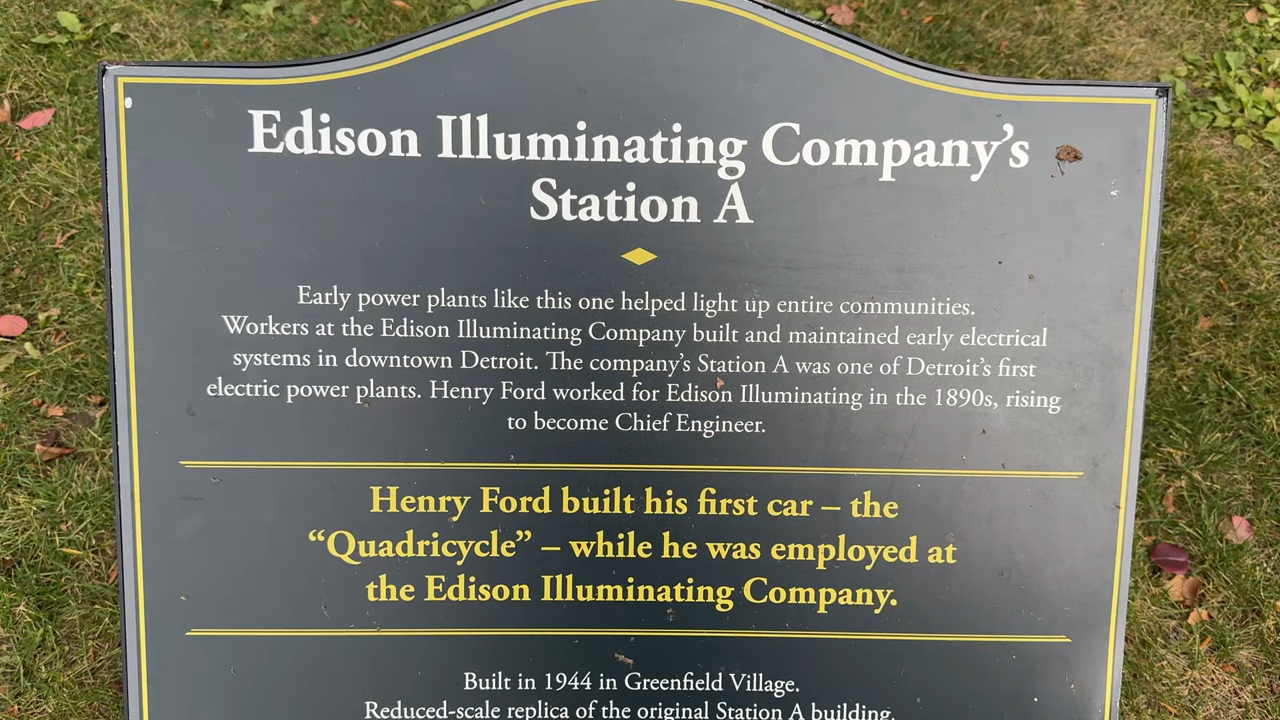 Edison Illuminating Company's
Station A
Early power plants like this one helped light up entire communities.
Workers at the Edison Illuminating Company built and maintained early electrical
systems in downtown Detroit. The company's Station A was one of Detroit's first
electric power plants. Henry Ford worked for Edison Illuminating in the 1890s, rising
to become Chief Engineer.
Henry Ford built his first car – the
“Quadricycle” – while he was employed at
the Edison Illuminating Company.
Built in 1944 in Greenfield Village.
Reduced-scale replica of the original Station A building.